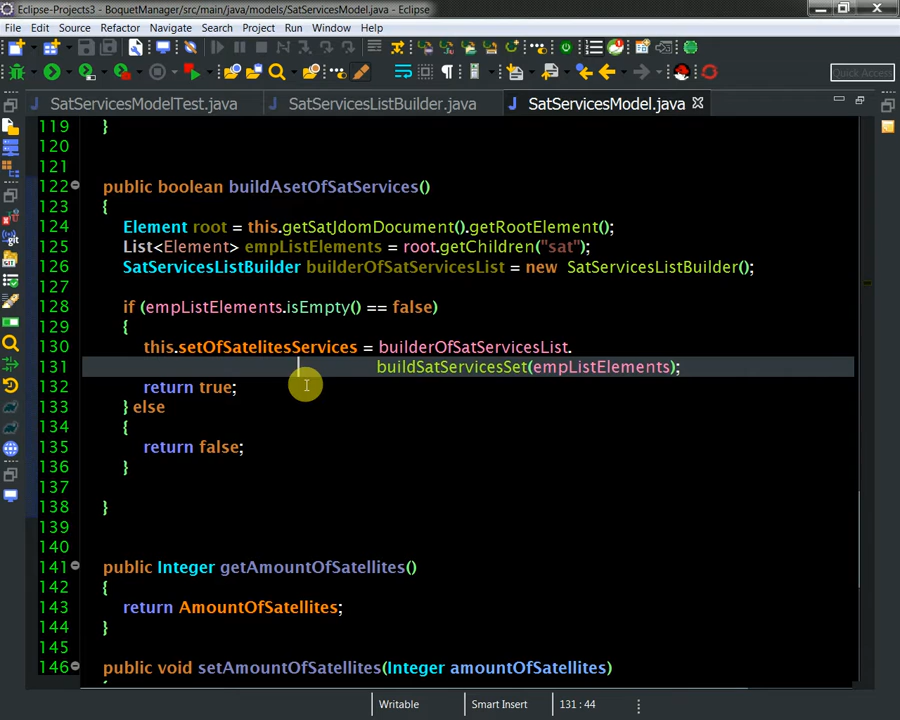 Eclipse-Projects3 - BoquetManager/src/main/java/models/SatServicesModel.java - Eclipse
File Edit Source Refactor Navigate Search Project Run Window Help
Quick Access
SatServicesModelTest.java SatServicesListBuilder.java SatServicesModel.java
119 }
120
121
122 public boolean buildAsetOfSatServices()
123 {
124 Element root = this.getSatJdomDocument().getRootElement();
125 List<Element> empListElements = root.getChildren("sat");
126 SatServicesListBuilder builderOfSatServicesList = new SatServicesListBuilder();
127
128 if (empListElements.isEmpty() == false)
129 {
130 this.setOfSatelitesServices = builderOfSatServicesList.
131 buildSatServicesSet(empListElements);
132 return true;
133 } else
134 {
135 return false;
136 }
137
138 }
139
140
141 public Integer getAmountOfSatellites()
142 {
143 return AmountOfSatellites;
144 }
145
146 public void setAmountOfSatellites(Integer amountOfSatellites)
Writable Smart Insert 131 : 44